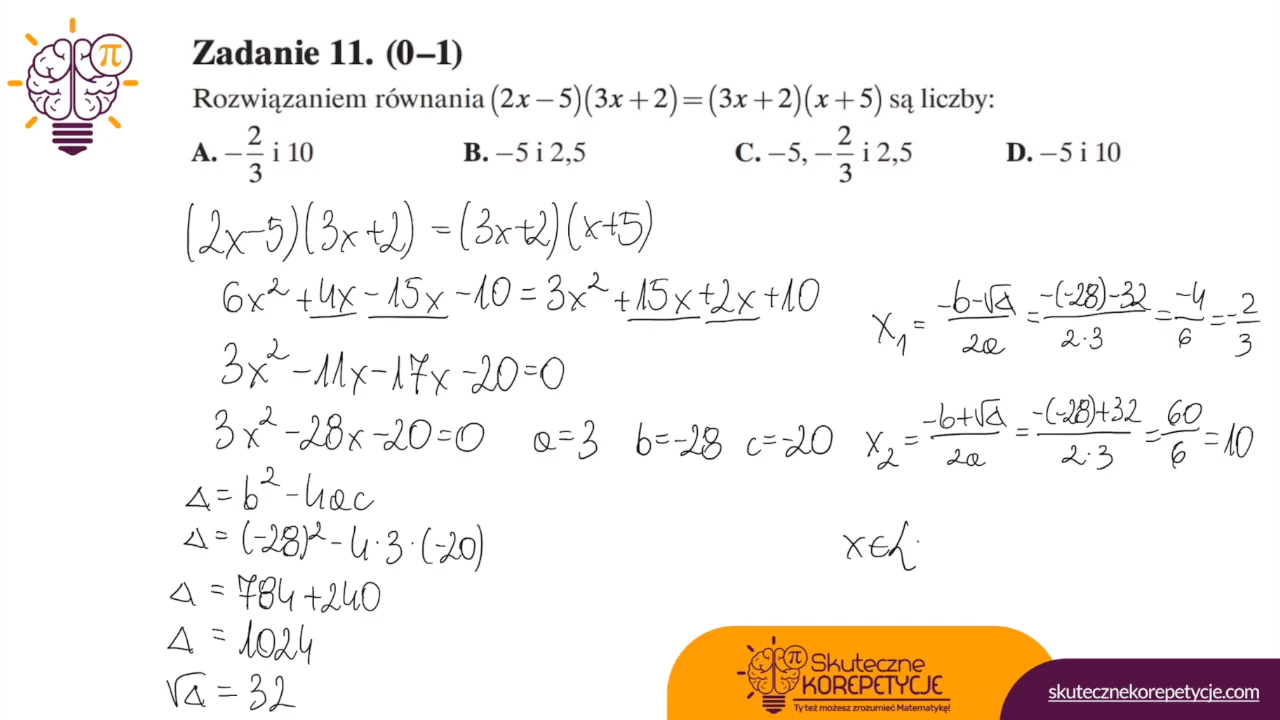 π
Zadanie 11. (0–1)
Rozwiązaniem równania (2x−5)(3x+2)=(3x+2)(x+5) są liczby:
A. −2/3 i 10 B. −5 i 2,5 C. −5, −2/3 i 2,5 D. −5 i 10
(2x−5)(3x+2) = (3x+2)(x+5)
6x² +4x −15x −10 = 3x² +15x +2x +10
3x² −11x −17x −20 = 0
3x² −28x −20 = 0 a=3 b=−28 c=−20
Δ = b² −4ac
Δ = (−28)² − 4·3·(−20)
Δ = 784+240
Δ = 1024
√Δ = 32
x₁ = (−b−√Δ)/2a = (−(−28)−32)/(2·3) = −4/6 = −2/3
x₂ = (−b+√Δ)/2a = (−(−28)+32)/(2·3) = 60/6 = 10
x∈{
π
Skuteczne
KOREPETYCJE
Ty też możesz zrozumieć Matematykę!
skutecznekorepetycje.com